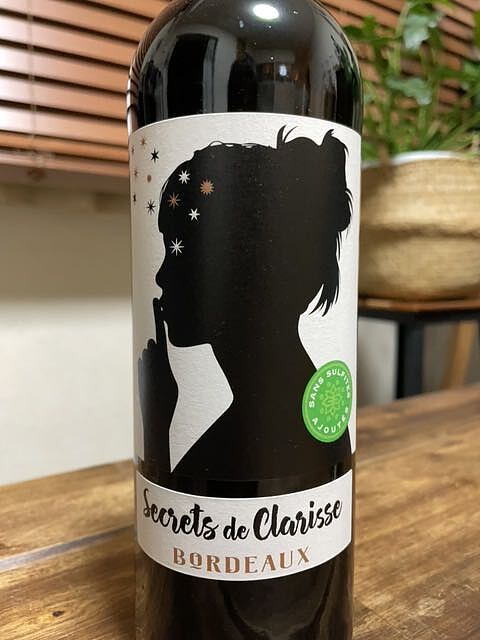 SANS SULFITES
AJOUTÉS
Secrets de Clarisse
BORDEAUX